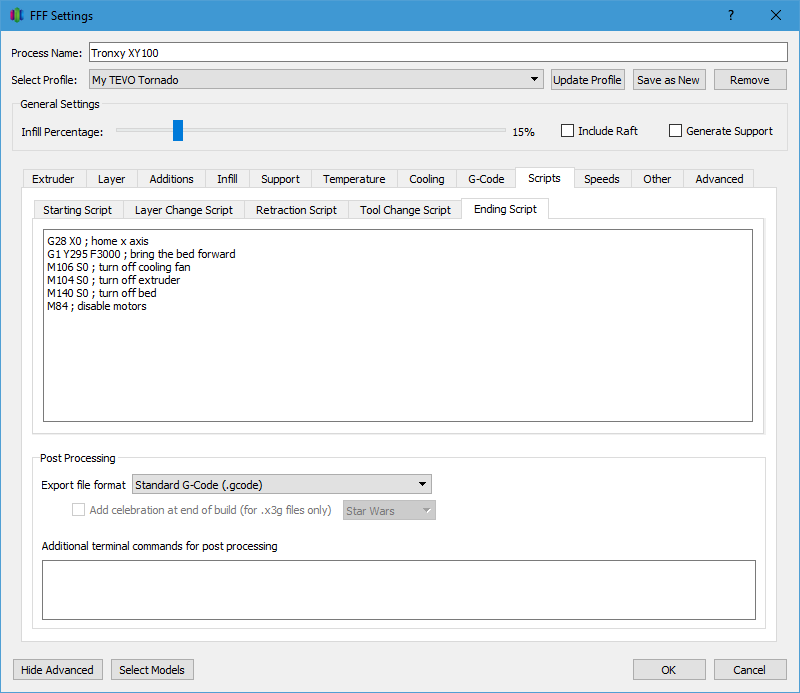 FFF Settings
?
Process Name: Tronxy XY100
Select Profile: My TEVO Tornado Update Profile Save as New Remove
General Settings
Infill Percentage: 15% Include Raft Generate Support
Extruder Layer Additions Infill Support Temperature Cooling G-Code Scripts Speeds Other Advanced
Starting Script Layer Change Script Retraction Script Tool Change Script Ending Script
G28 X0 ; home x axis
G1 Y295 F3000 ; bring the bed forward
M106 S0 ; turn off cooling fan
M104 S0 ; turn off extruder
M140 S0 ; turn off bed
M84 ; disable motors
Post Processing
Export file format Standard G-Code (.gcode)
Add celebration at end of build (for .x3g files only) Star Wars
Additional terminal commands for post processing
Hide Advanced Select Models OK Cancel